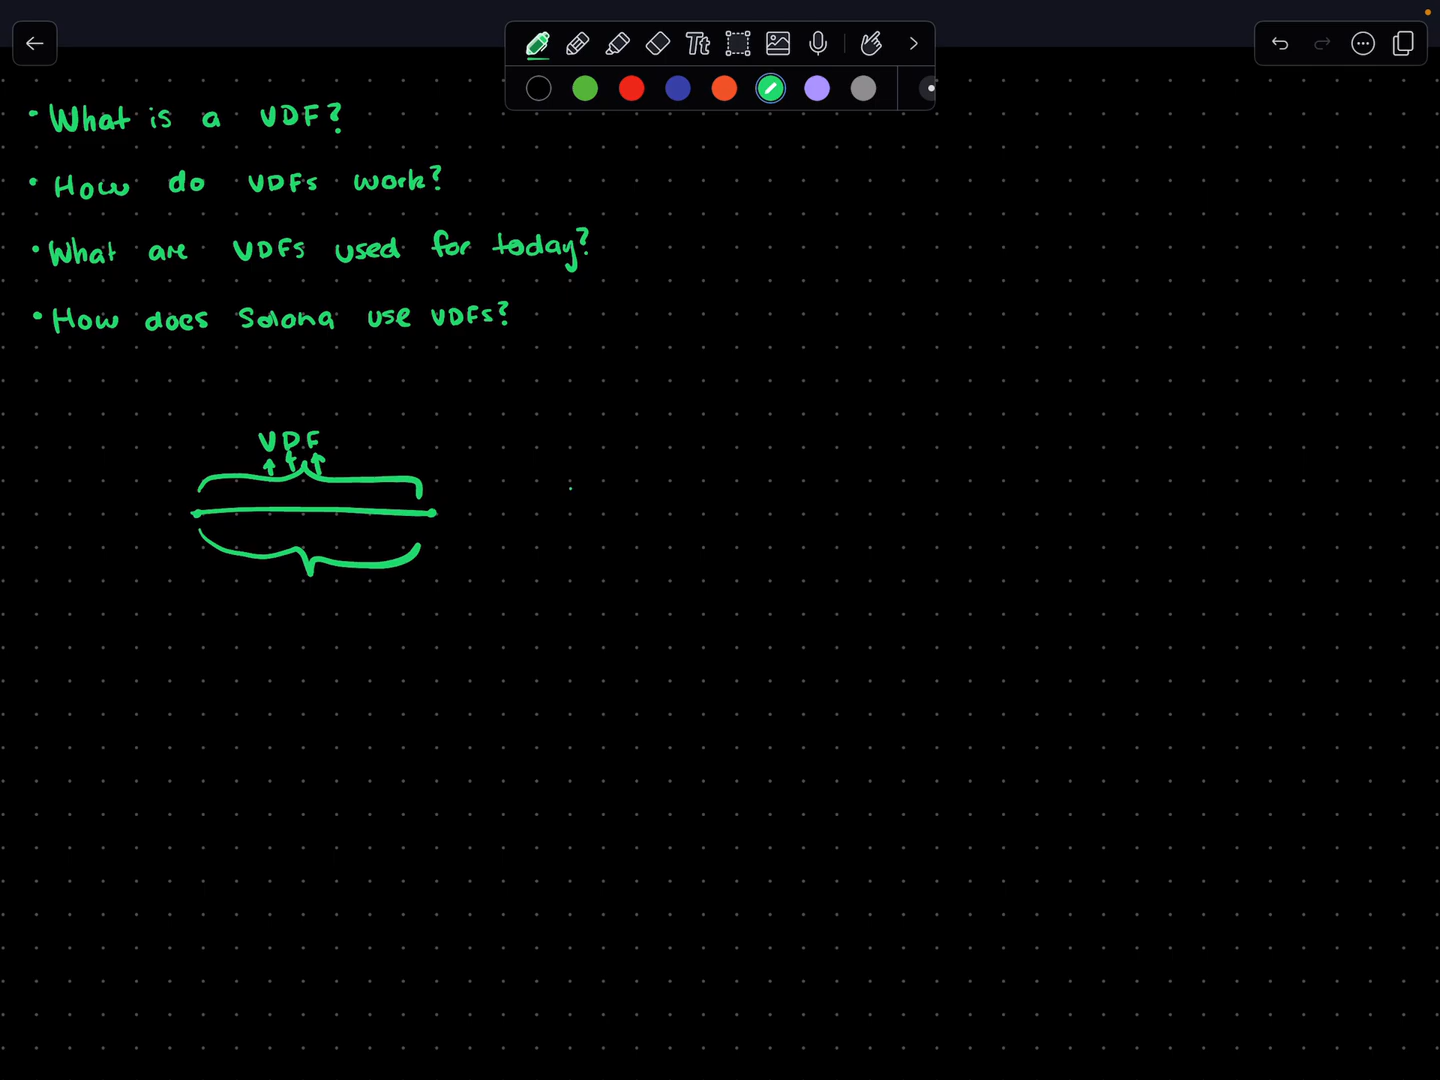 Tt
• What is a VDF?
• How do VDFs work?
• What are VDFs used for today?
• How does Solana use VDFs?
VDF